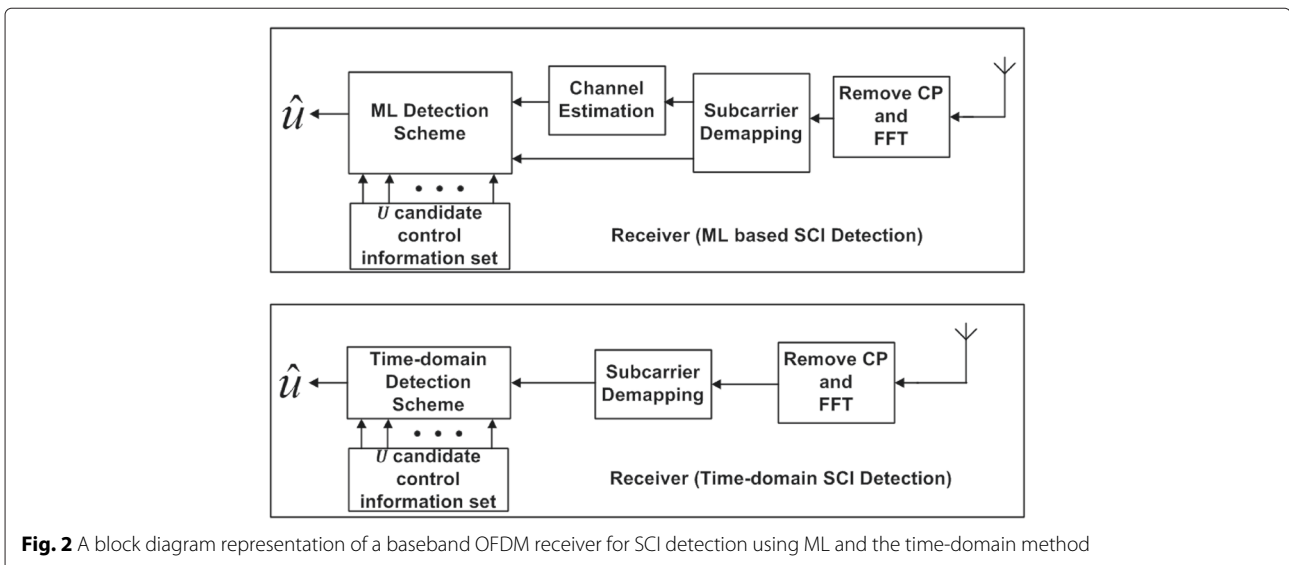 û
ML Detection
Scheme
Channel
Estimation
Subcarrier
Demapping
Remove CP
and
FFT
• • •
U candidate
control
information set
Receiver (ML based SCI Detection)
û
Time-domain
Detection
Scheme
Subcarrier
Demapping
Remove CP
and
FFT
• • •
U candidate
control
information set
Receiver (Time-domain SCI Detection)
Fig. 2 A block diagram representation of a baseband OFDM receiver for SCI detection using ML and the time-domain method